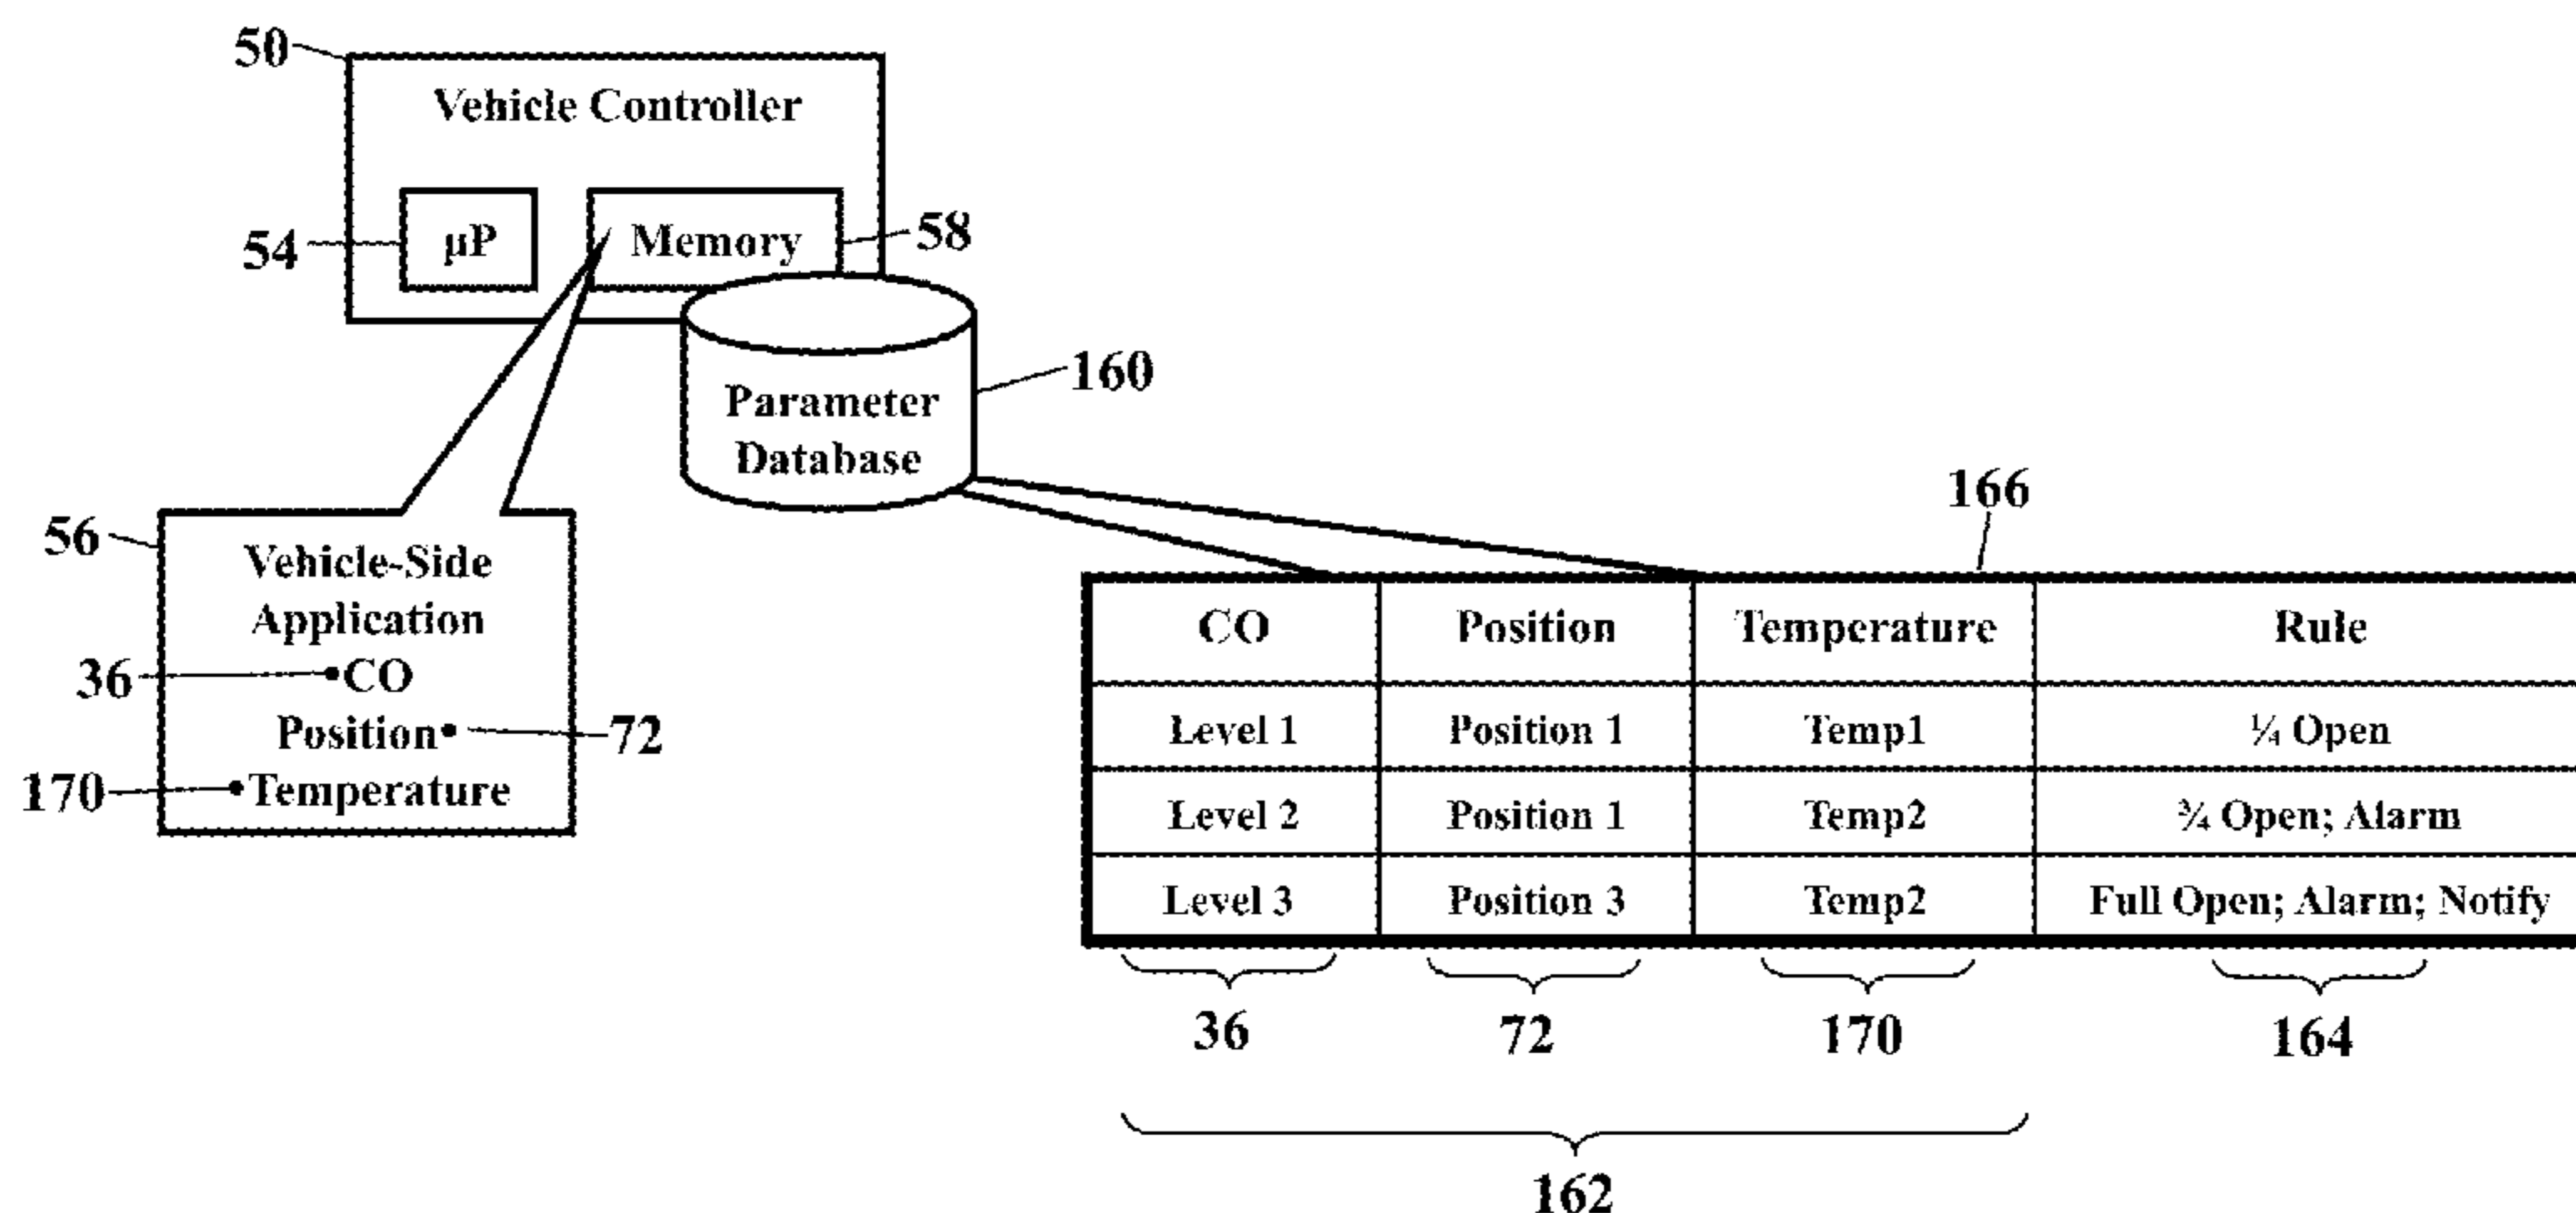 50
Vehicle Controller
54
μP
Memory
58
160
Parameter
Database
56
Vehicle-Side
Application
36
•CO
Position•
72
170
•Temperature
166
CO Position Temperature Rule
Level 1 Position 1 Temp1 ¼ Open
Level 2 Position 1 Temp2 ¾ Open; Alarm
Level 3 Position 3 Temp2 Full Open; Alarm; Notify
36 72 170 164
162